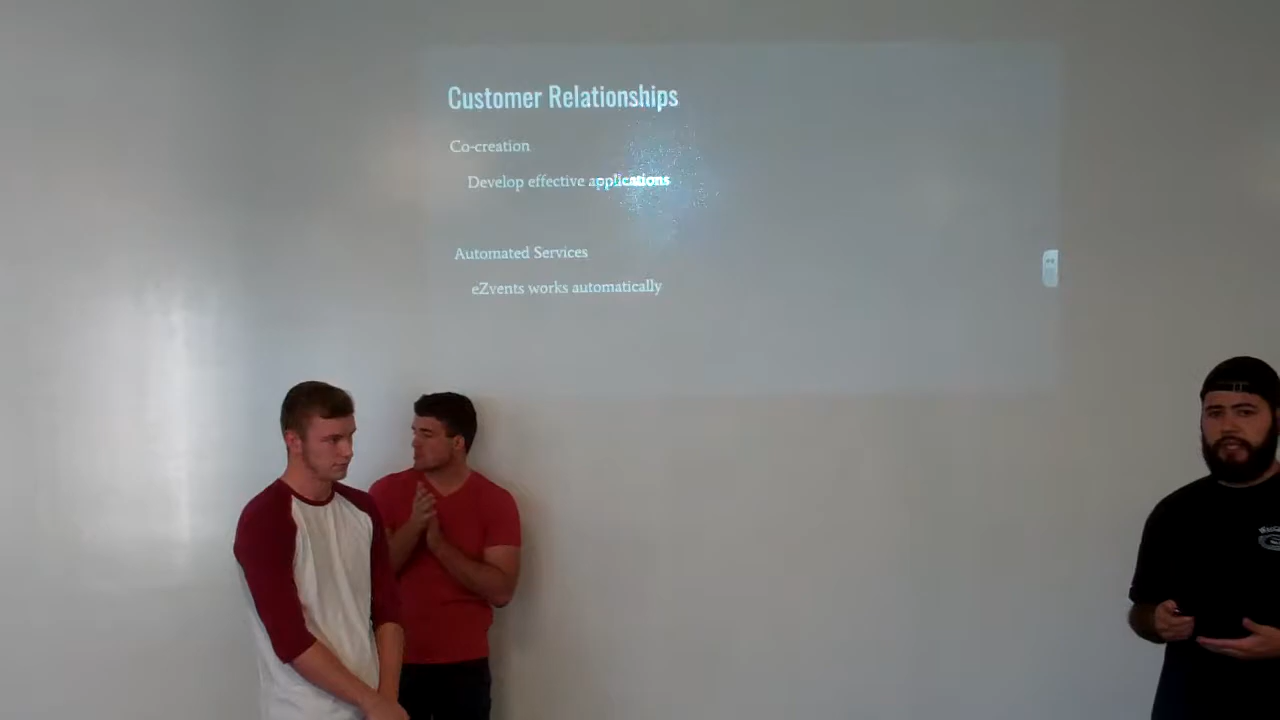 Customer Relationships
Co-creation
Develop effective applications
Automated Services
eZvents works automatically